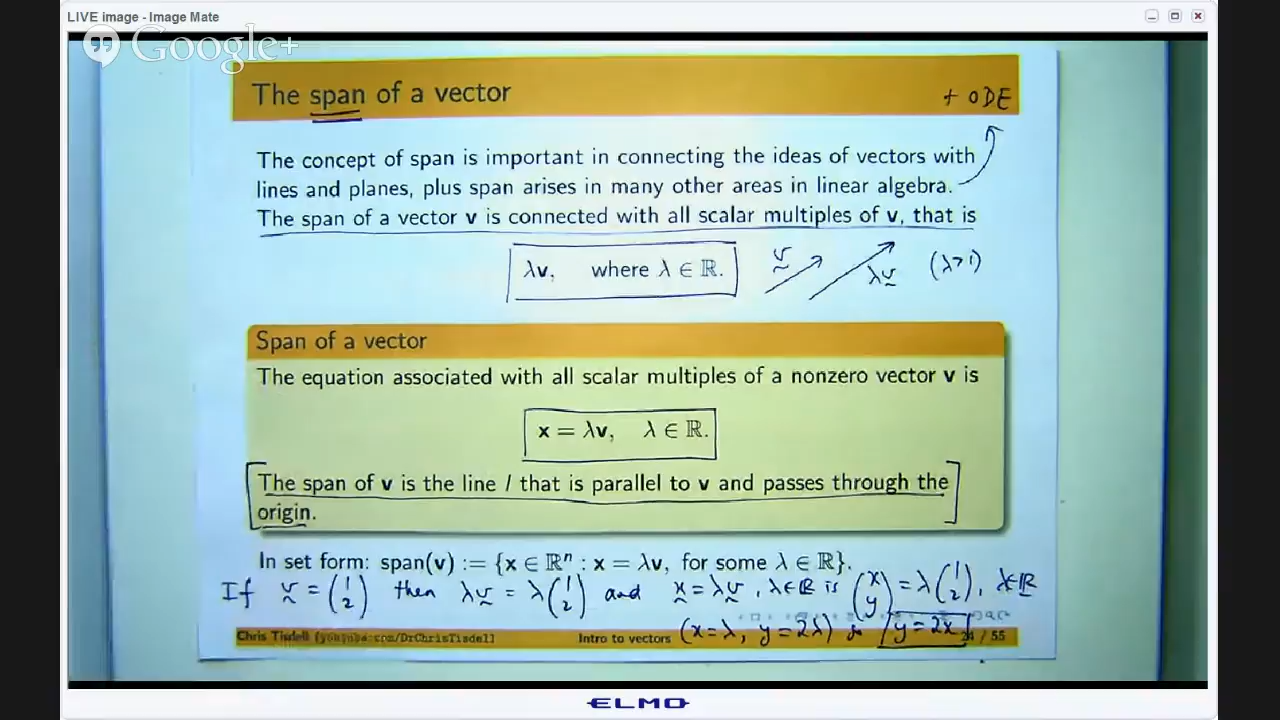 LIVE image - Image Mate
Google+
The span of a vector + ODE
The concept of span is important in connecting the ideas of vectors with
lines and planes, plus span arises in many other areas in linear algebra.
The span of a vector v is connected with all scalar multiples of v, that is
λv, where λ ∈ ℝ. v λv (λ>1)
Span of a vector
The equation associated with all scalar multiples of a nonzero vector v is
x = λv, λ ∈ ℝ.
The span of v is the line l that is parallel to v and passes through the
origin.
In set form: span(v) := {x ∈ ℝⁿ : x = λv, for some λ ∈ ℝ}.
If v = (1 2) then λv = λ(1 2) and x = λv, λ∈ℝ is (x y) = λ(1 2), λ∈ℝ
Chris Tisdell (youtube.com/DrChrisTisdell) Intro to vectors (x=λ, y=2λ) y=2x / 55
ELMO